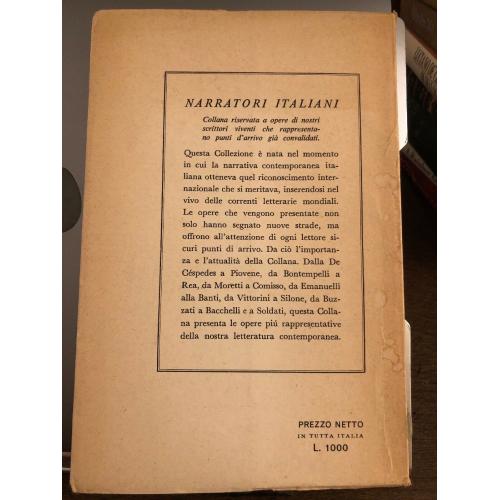 NARRATORI ITALIANI
Collana riservata a opere di nostri
scrittori viventi che rappresenta-
no punti d'arrivo già convalidati.
Questa Collezione è nata nel momento
in cui la narrativa contemporanea ita-
liana otteneva quel riconoscimento inter-
nazionale che si meritava, inserendosi nel
vivo delle correnti letterarie mondiali.
Le opere che vengono presentate non
solo hanno segnato nuove strade, ma
offrono all'attenzione di ogni lettore si-
curi punti di arrivo. Da ciò l'importan-
za e l'attualità della Collana. Dalla De
Céspedes a Piovene, da Bontempelli a
Rea, da Moretti a Comisso, da Emanuelli
alla Banti, da Vittorini a Silone, da Buz-
zati a Bacchelli e a Soldati, questa Colla-
na presenta le opere piú rappresentative
della nostra letteratura contemporanea.
PREZZO NETTO
IN TUTTA ITALIA
L. 1000